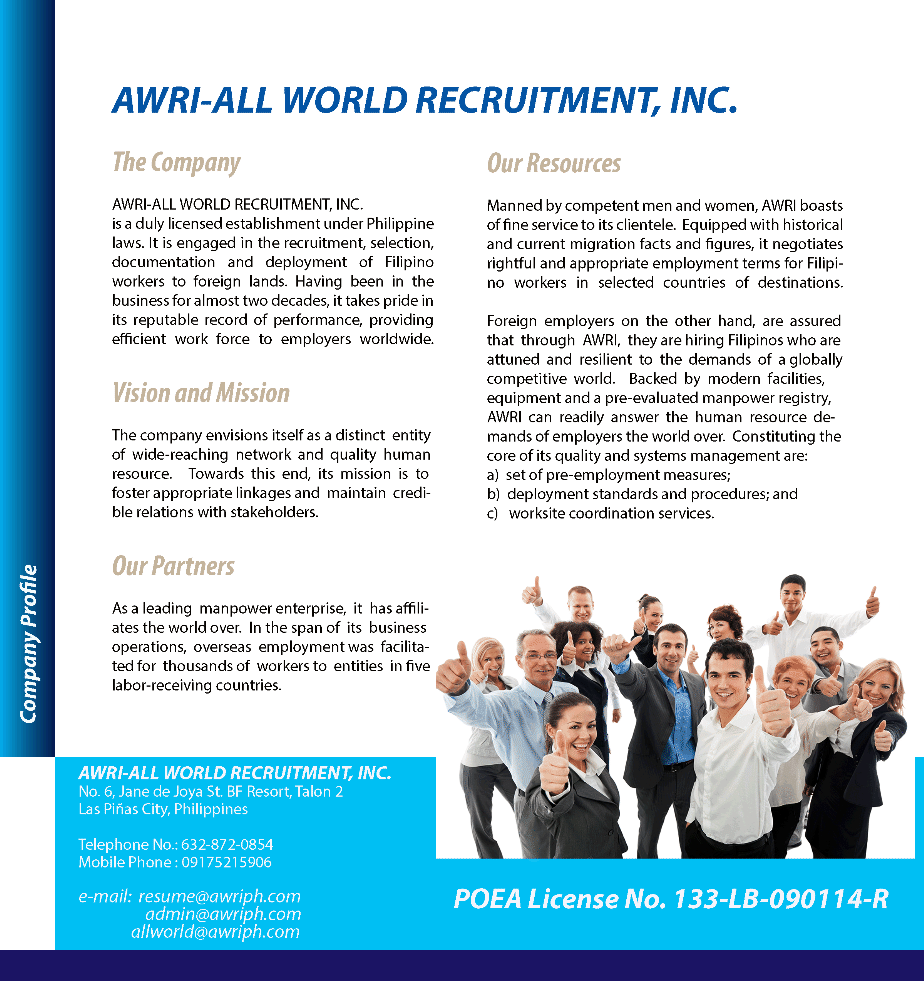 AWRI-ALL WORLD RECRUITMENT, INC.
The Company
AWRI-ALL WORLD RECRUITMENT, INC.
is a duly licensed establishment under Philippine
laws. It is engaged in the recruitment, selection,
documentation and deployment of Filipino
workers to foreign lands. Having been in the
business for almost two decades, it takes pride in
its reputable record of performance, providing
efficient work force to employers worldwide.
Vision and Mission
The company envisions itself as a distinct entity
of wide-reaching network and quality human
resource. Towards this end, its mission is to
foster appropriate linkages and maintain credi-
ble relations with stakeholders.
Our Partners
As a leading manpower enterprise, it has affili-
ates the world over. In the span of its business
operations, overseas employment was facilita-
ted for thousands of workers to entities in five
labor-receiving countries.
Our Resources
Manned by competent men and women, AWRI boasts
of fine service to its clientele. Equipped with historical
and current migration facts and figures, it negotiates
rightful and appropriate employment terms for Filipi-
no workers in selected countries of destinations.
Foreign employers on the other hand, are assured
that through AWRI, they are hiring Filipinos who are
attuned and resilient to the demands of a globally
competitive world. Backed by modern facilities,
equipment and a pre-evaluated manpower registry,
AWRI can readily answer the human resource de-
mands of employers the world over. Constituting the
core of its quality and systems management are:
a) set of pre-employment measures;
b) deployment standards and procedures; and
c) worksite coordination services.
Company Profile
AWRI-ALL WORLD RECRUITMENT, INC.
No. 6, Jane de Joya St. BF Resort, Talon 2
Las Piñas City, Philippines
Telephone No.: 632-872-0854
Mobile Phone : 09175215906
e-mail: resume@awriph.com
admin@awriph.com
allworld@awriph.com
POEA License No. 133-LB-090114-R